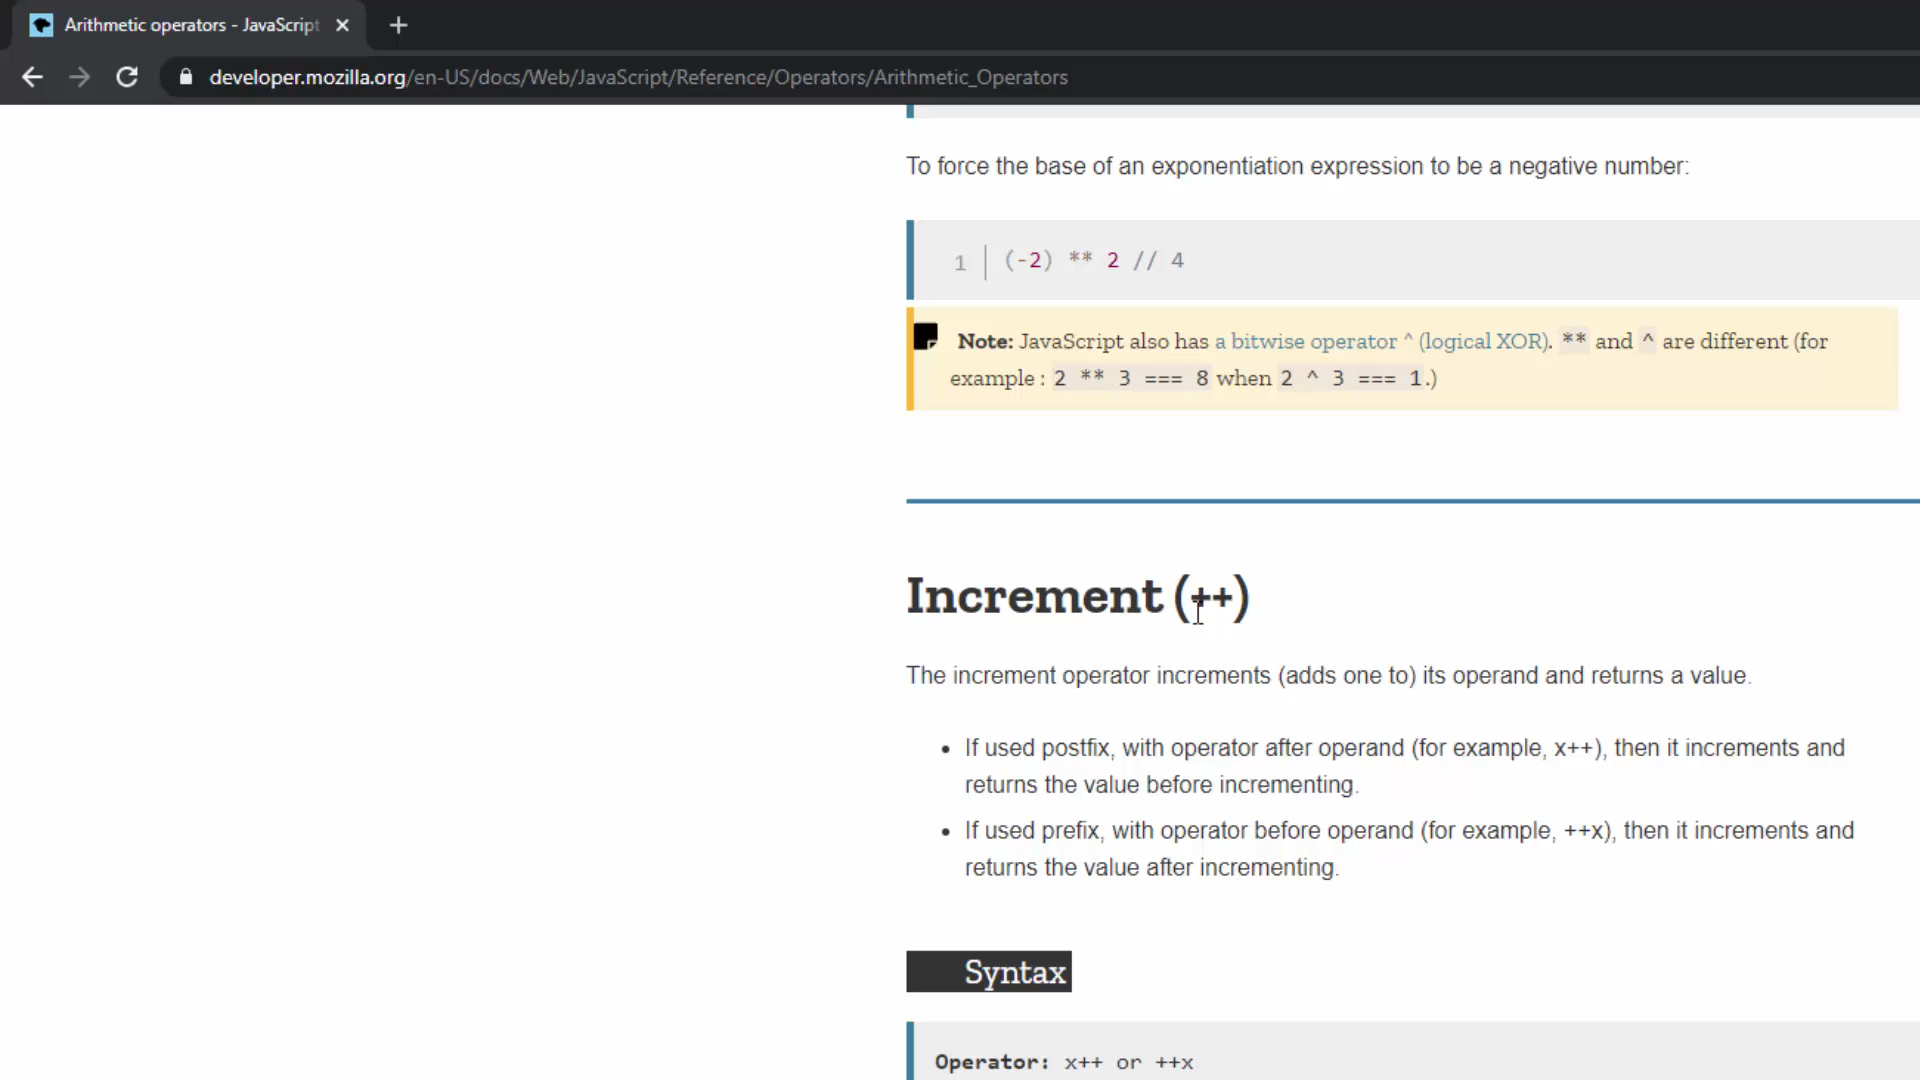 Arithmetic operators - JavaScript
developer.mozilla.org/en-US/docs/Web/JavaScript/Reference/Operators/Arithmetic_Operators
To force the base of an exponentiation expression to be a negative number:
1 (-2) ** 2 // 4
Note: JavaScript also has a bitwise operator ^ (logical XOR). ** and ^ are different (for
example : 2 ** 3 === 8 when 2 ^ 3 === 1.)
Increment (++)
The increment operator increments (adds one to) its operand and returns a value.
• If used postfix, with operator after operand (for example, x++), then it increments and
returns the value before incrementing.
• If used prefix, with operator before operand (for example, ++x), then it increments and
returns the value after incrementing.
Syntax
Operator: x++ or ++x